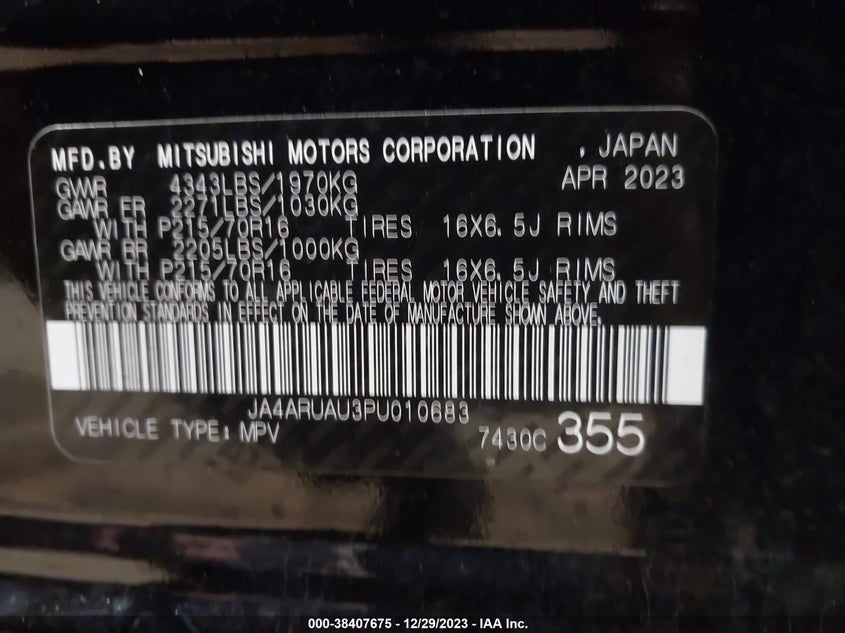 MFD.BY MITSUBISHI MOTORS CORPORATION , JAPAN
GVWR 4343LBS/1970KG APR 2023
GAWR FR 2271LBS/1030KG
WITH P215/70R16 TIRES 16X6.5J RIMS
GAWR RR 2205LBS/1000KG
WITH P215/70R16 TIRES 16X6.5J RIMS
THIS VEHICLE CONFORMS TO ALL APPLICABLE FEDERAL MOTOR VEHICLE SAFETY AND THEFT
PREVENTION STANDARDS IN EFFECT ON THE DATE OF MANUFACTURE SHOWN ABOVE.
JA4ARUAU3PU010683
VEHICLE TYPE: MPV 7430C 355
000-38407675 - 12/29/2023 - IAA Inc.